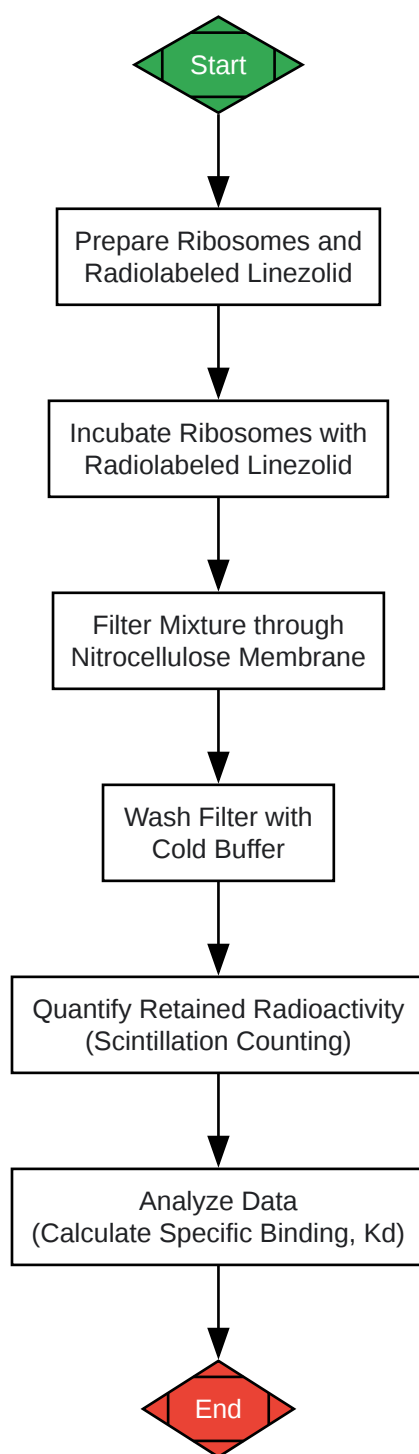 Start
Prepare Ribosomes and
Radiolabeled Linezolid
Incubate Ribosomes with
Radiolabeled Linezolid
Filter Mixture through
Nitrocellulose Membrane
Wash Filter with
Cold Buffer
Quantify Retained Radioactivity
(Scintillation Counting)
Analyze Data
(Calculate Specific Binding, Kd)
End